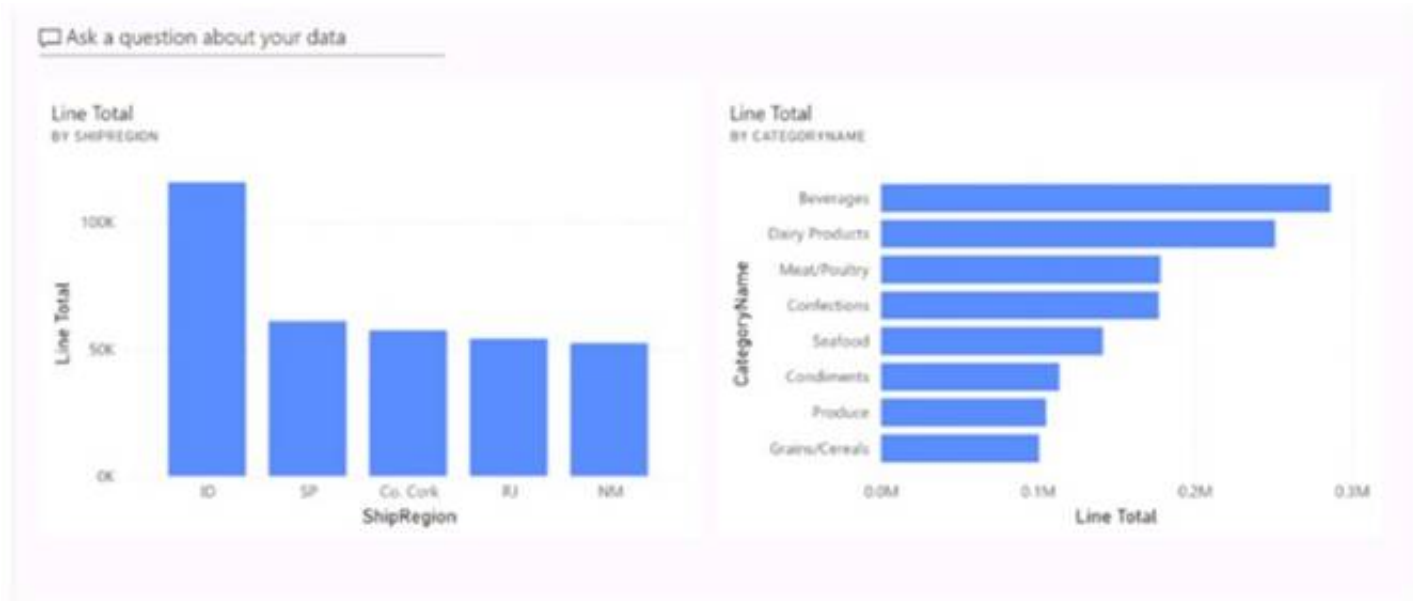 Ask a question about your data
Line Total
BY SHIPREGION
100K
50K
0K
Line Total
ID
SP
Co. Cork
RJ
NM
ShipRegion
Line Total
BY CATEGORYNAME
CategoryName
Beverages
Dairy Products
Meat/Poultry
Confections
Seafood
Condiments
Produce
Grains/Cereals
0.0M
0.1M
0.2M
0.3M
Line Total